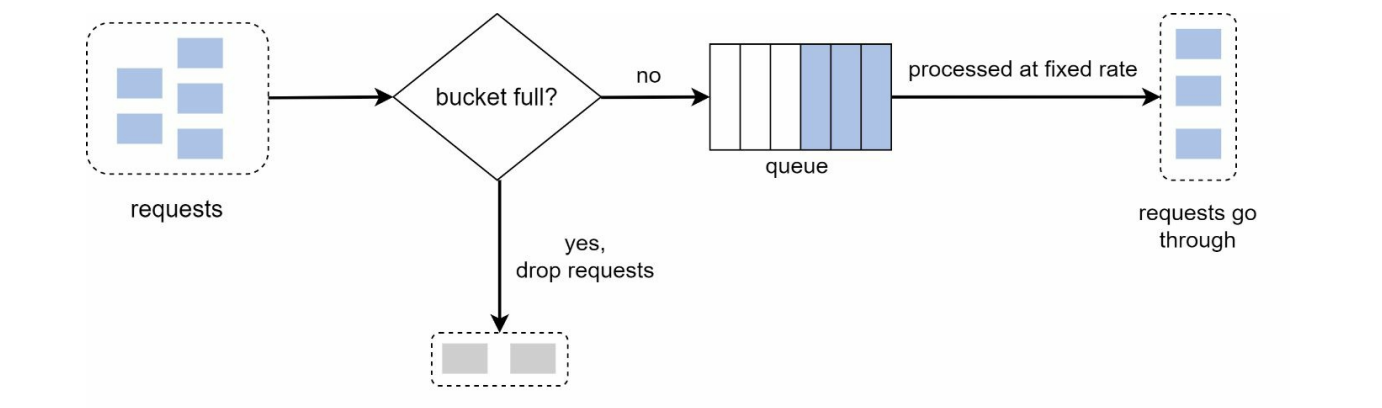 requests
bucket full?
no
yes,
drop requests
queue
processed at fixed rate
requests go
through